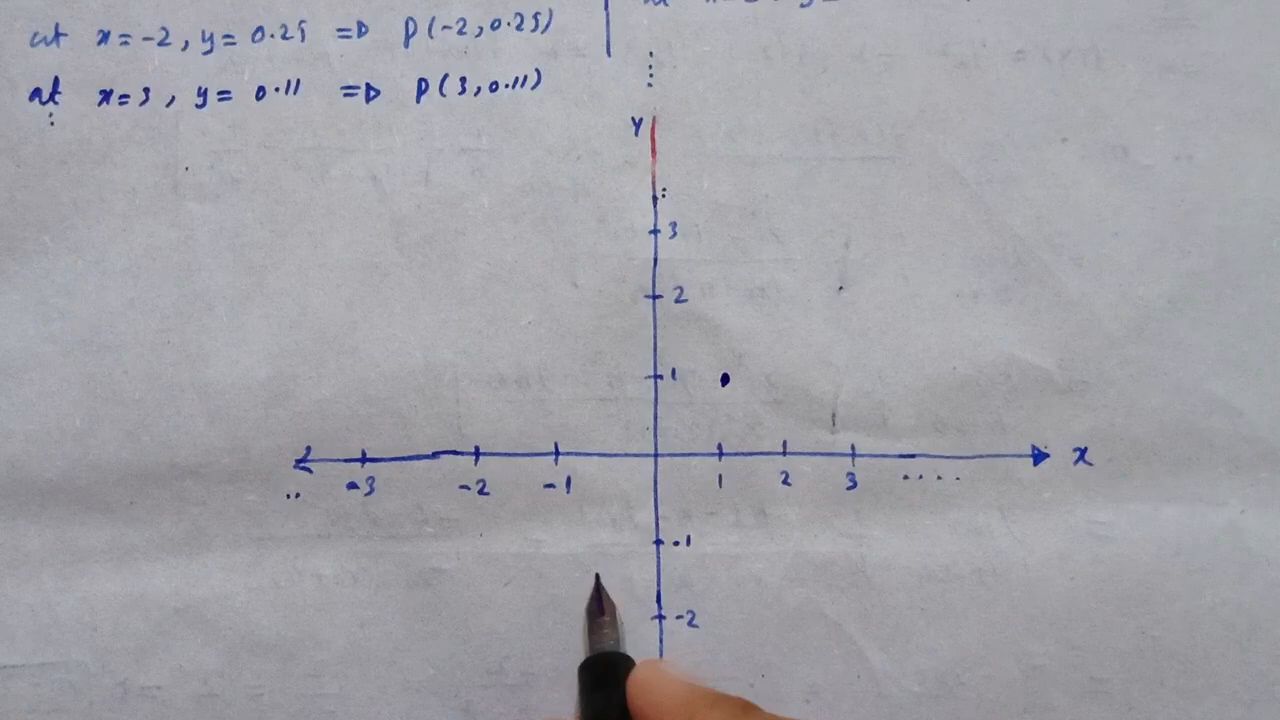 at x=-2, y= 0.25 => P(-2,0.25)
at x=3, y= 0.11 => P(3,0.11)
Y
3
2
1
x
-3 -2 -1 1 2 3 ....
-1
-2